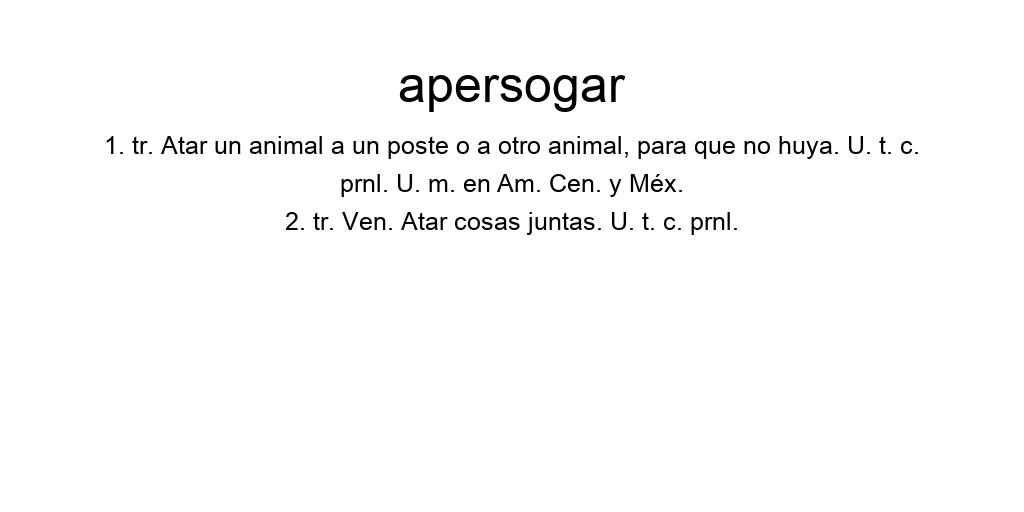 apersogar
1. tr. Atar un animal a un poste o a otro animal, para que no huya. U. t. c.
prnl. U. m. en Am. Cen. y Méx.
2. tr. Ven. Atar cosas juntas. U. t. c. prnl.